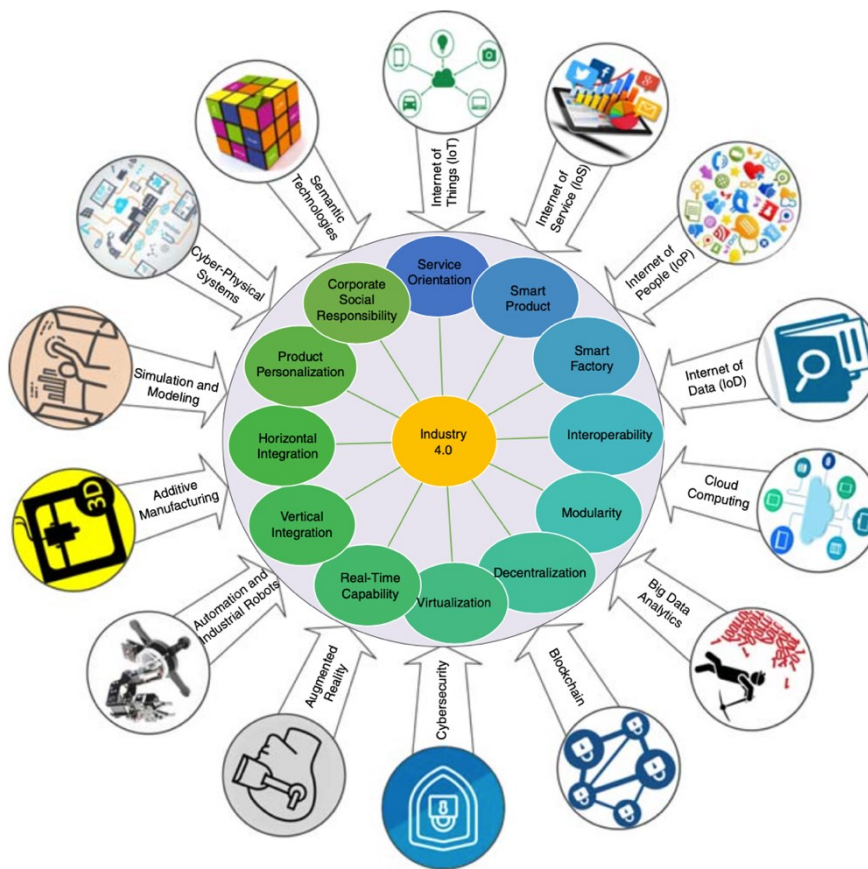 Internet of
Things (IoT)
Internet of
Service (IoS)
Internet of
People (IoP)
Internet of
Data (IoD)
Cloud
Computing
Big Data
Analytics
Blockchain
Cybersecurity
Augmented
Reality
Automation and
Industrial Robots
Additive
Manufacturing
3D
Simulation and
Modeling
Cyber-Physical
Systems
Semantic
Technologies
Service
Orientation
Smart
Product
Smart
Factory
Interoperability
Modularity
Decentralization
Virtualization
Real-Time
Capability
Vertical
Integration
Horizontal
Integration
Product
Personalization
Corporate
Social
Responsibility
Industry
4.0